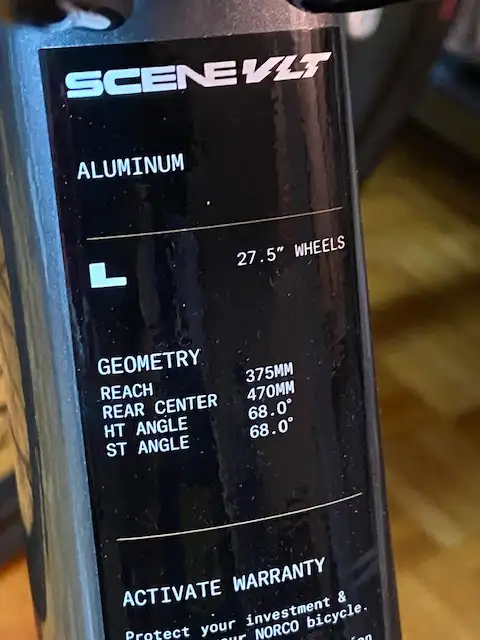 SCENE VLT
ALUMINUM
L 27.5" WHEELS
GEOMETRY
REACH 375MM
REAR CENTER 470MM
HT ANGLE 68.0°
ST ANGLE 68.0°
ACTIVATE WARRANTY
Protect your investment &
your NORCO bicycle.